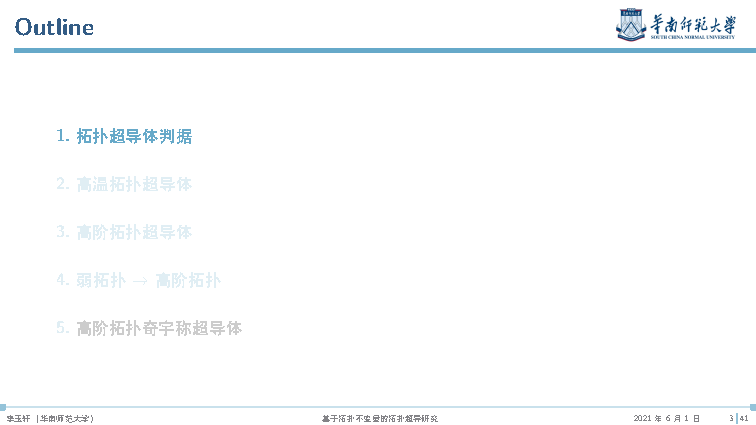 Outline
华南师范大学
SOUTH CHINA NORMAL UNIVERSITY
1. 拓扑超导体判据
2. 高温拓扑超导体
3. 高阶拓扑超导体
4. 弱拓扑 → 高阶拓扑
5. 高阶拓扑奇宇称超导体
李玉轩 (华南师范大学) 基于拓扑不变量的拓扑超导研究 2021 年 6 月 1 日 3 41